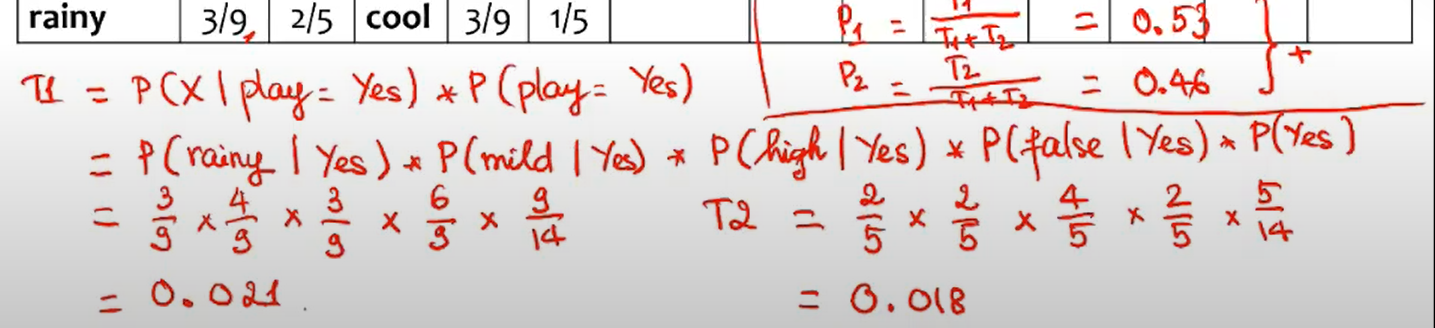 rainy 3/9 2/5 cool 3/9 1/5
P1 = T1/T1+T2 = 0.53
P2 = T2/T1+T2 = 0.46 } +
T1 = P(X | play = Yes) * P(play = Yes)
= P(rainy | Yes) * P(mild | Yes) * P(high | Yes) * P(false | Yes) * P(Yes)
= 3/9 x 4/9 x 3/9 x 6/9 x 9/14
T2 = 2/5 x 2/5 x 4/5 x 2/5 x 5/14
= 0.021
= 0.018